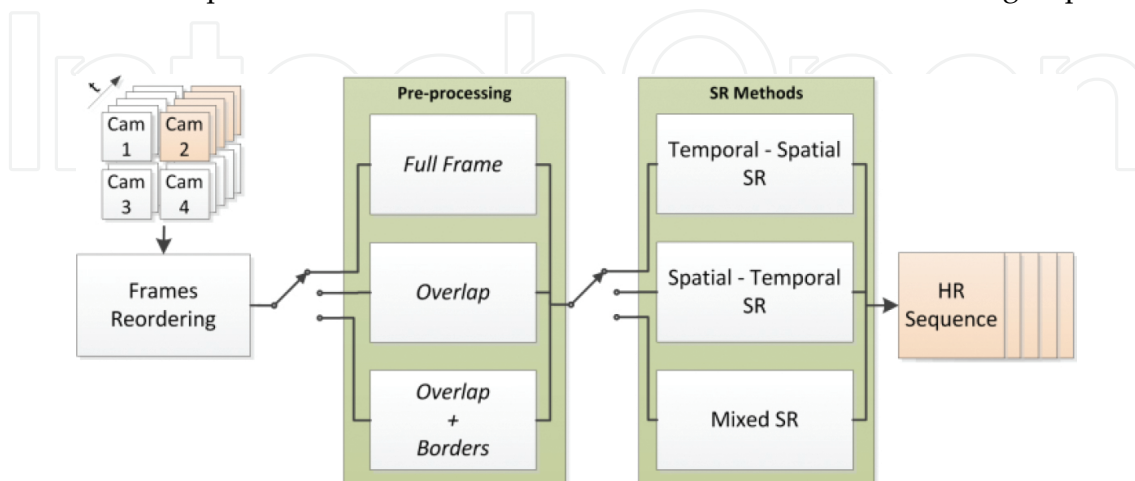 IntechOpen
t
Cam
1
Cam
2
Cam
3
Cam
4
Frames
Reordering
Pre-processing
Full Frame
Overlap
Overlap
+
Borders
SR Methods
Temporal - Spatial
SR
Spatial - Temporal
SR
Mixed SR
HR
Sequence